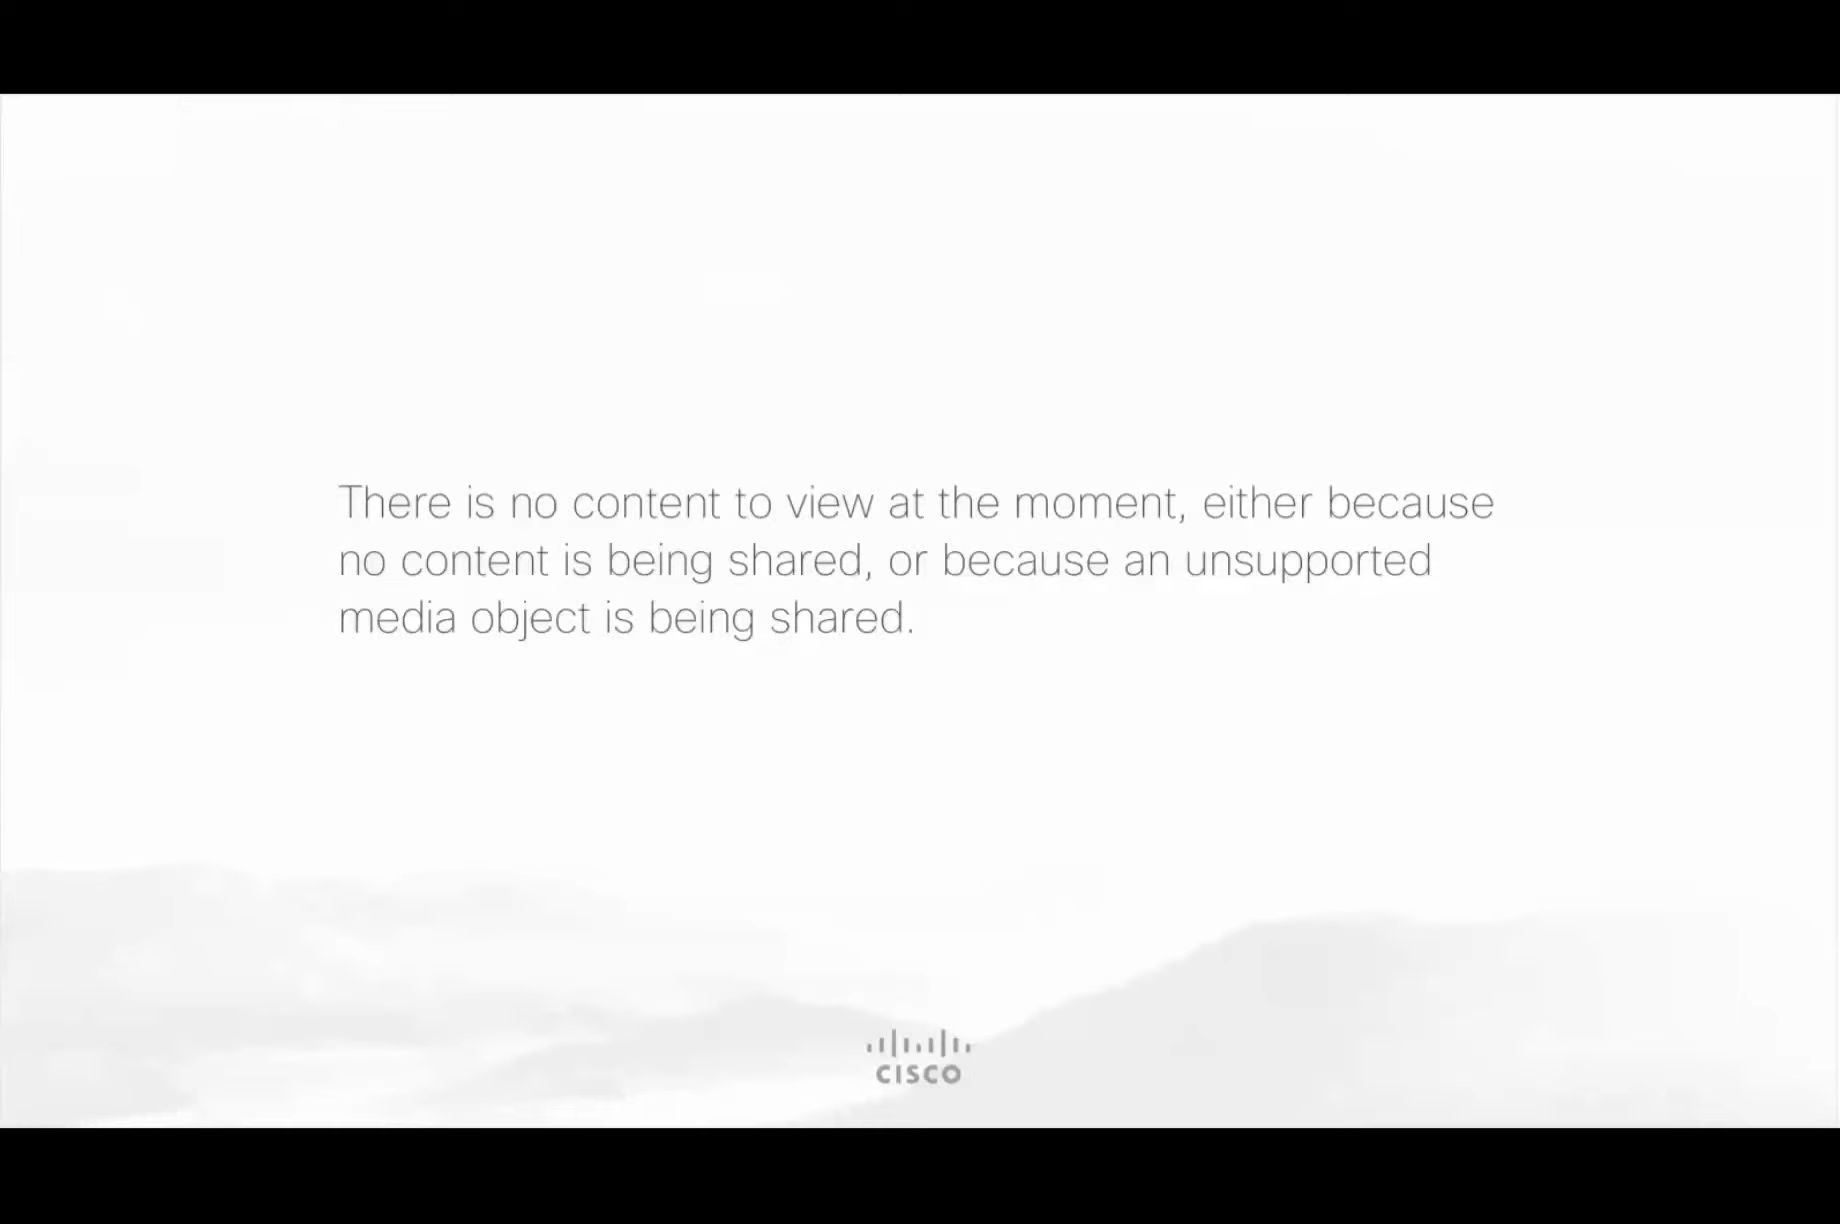 There is no content to view at the moment, either because
no content is being shared, or because an unsupported
media object is being shared.
CISCO